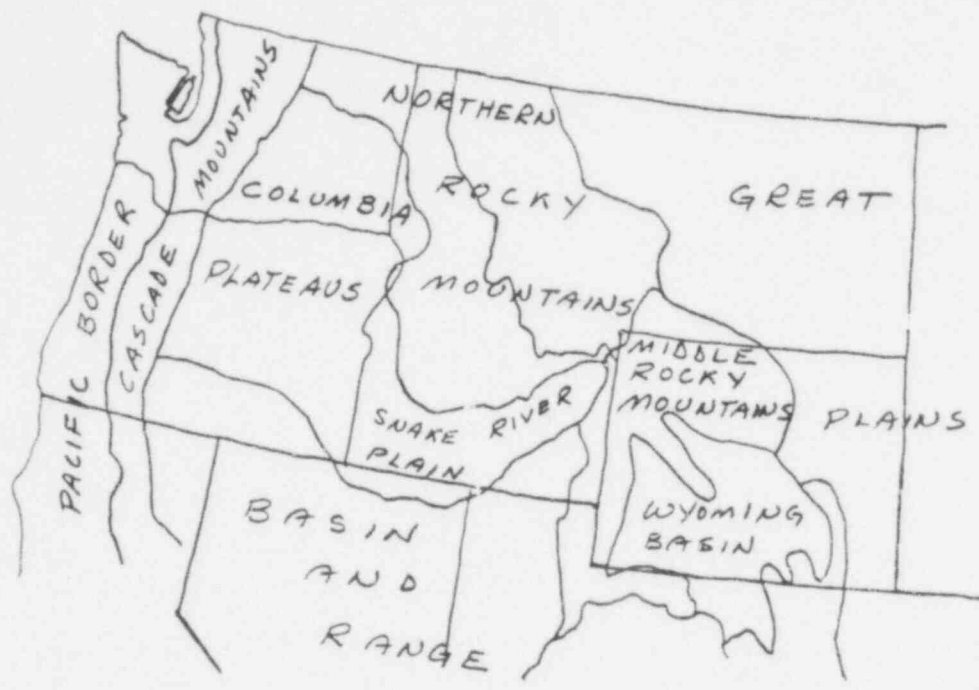 PACIFIC BORDER
CASCADE MOUNTAINS
COLUMBIA
PLATEAUS
NORTHERN
ROCKY
MOUNTAINS
GREAT
PLAINS
SNAKE RIVER
PLAIN
MIDDLE
ROCKY
MOUNTAINS
WYOMING
BASIN
BASIN
AND
RANGE